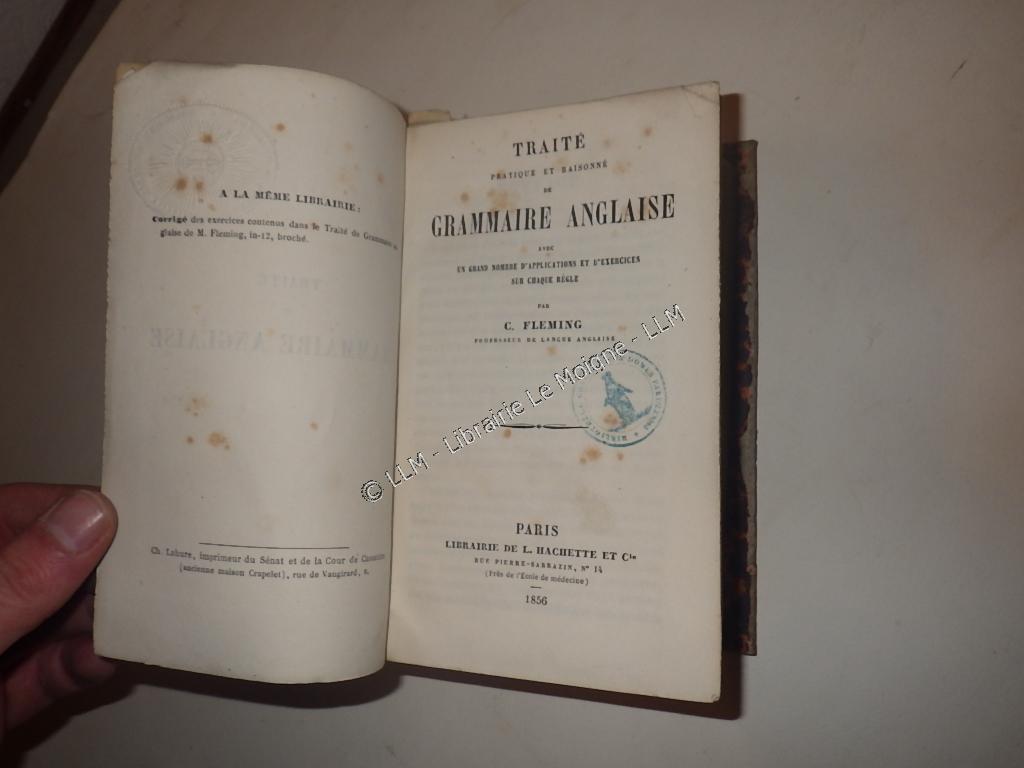 A LA MÊME LIBRAIRIE:
Corrigé des exercices contenus dans le Traité de Grammaire
glaise de M. Fleming, in-12, broché.
Ch. Lahure, imprimeur du Sénat et de la Cour de
(ancienne maison Crapelet), rue de Vaugirard,
TRAITÉ
PRATIQUE ET RAISONNÉ
DE
GRAMMAIRE ANGLAISE
AVEC
UN GRAND NOMBRE D'APPLICATIONS ET D'EXERCICES
SUR CHAQUE RÈGLE
PAR
C. FLEMING
PROFESSEUR DE LANGUE ANGLAISE
PARIS
LIBRAIRIE DE L. HACHETTE ET Cie
RUE PIERRE-SARRAZIN, N° 14
(Près de l'École de médecine)
1856
© LLM - Librairie Le Moigne - LLM